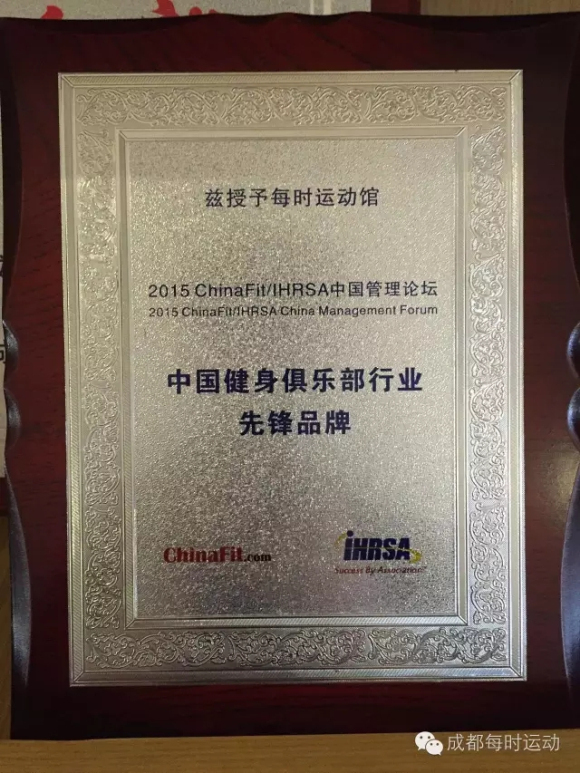 兹授予每时运动馆
2015 ChinaFit/IHRSA中国管理论坛
2015 ChinaFit/IHRSA China Management Forum
中国健身俱乐部行业
先锋品牌
ChinaFit.com
iHRSA
Success By Association
成都每时运动